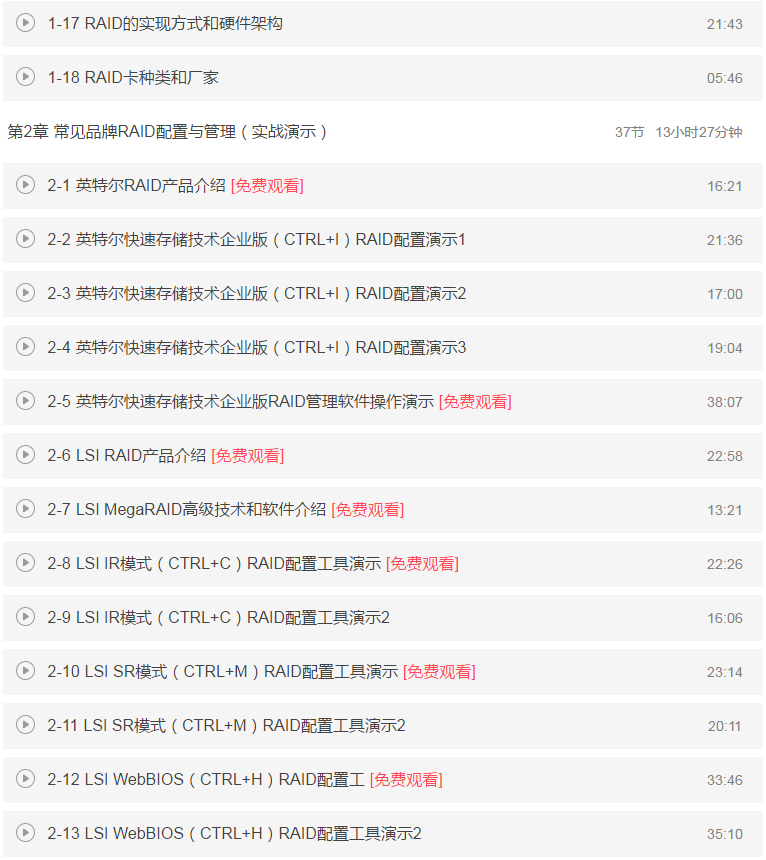 1-17 RAID的实现方式和硬件架构 21:43
1-18 RAID卡种类和厂家 05:46
第2章 常见品牌RAID配置与管理（实战演示） 37节 13小时27分钟
2-1 英特尔RAID产品介绍 [免费观看] 16:21
2-2 英特尔快速存储技术企业版（CTRL+I）RAID配置演示1 21:36
2-3 英特尔快速存储技术企业版（CTRL+I）RAID配置演示2 17:00
2-4 英特尔快速存储技术企业版（CTRL+I）RAID配置演示3 19:04
2-5 英特尔快速存储技术企业版RAID管理软件操作演示 [免费观看] 38:07
2-6 LSI RAID产品介绍 [免费观看] 22:58
2-7 LSI MegaRAID高级技术和软件介绍 [免费观看] 13:21
2-8 LSI IR模式（CTRL+C）RAID配置工具演示 [免费观看] 22:26
2-9 LSI IR模式（CTRL+C）RAID配置工具演示2 16:06
2-10 LSI SR模式（CTRL+M）RAID配置工具演示 [免费观看] 23:14
2-11 LSI SR模式（CTRL+M）RAID配置工具演示2 20:11
2-12 LSI WebBIOS（CTRL+H）RAID配置工 [免费观看] 33:46
2-13 LSI WebBIOS（CTRL+H）RAID配置工具演示2 35:10